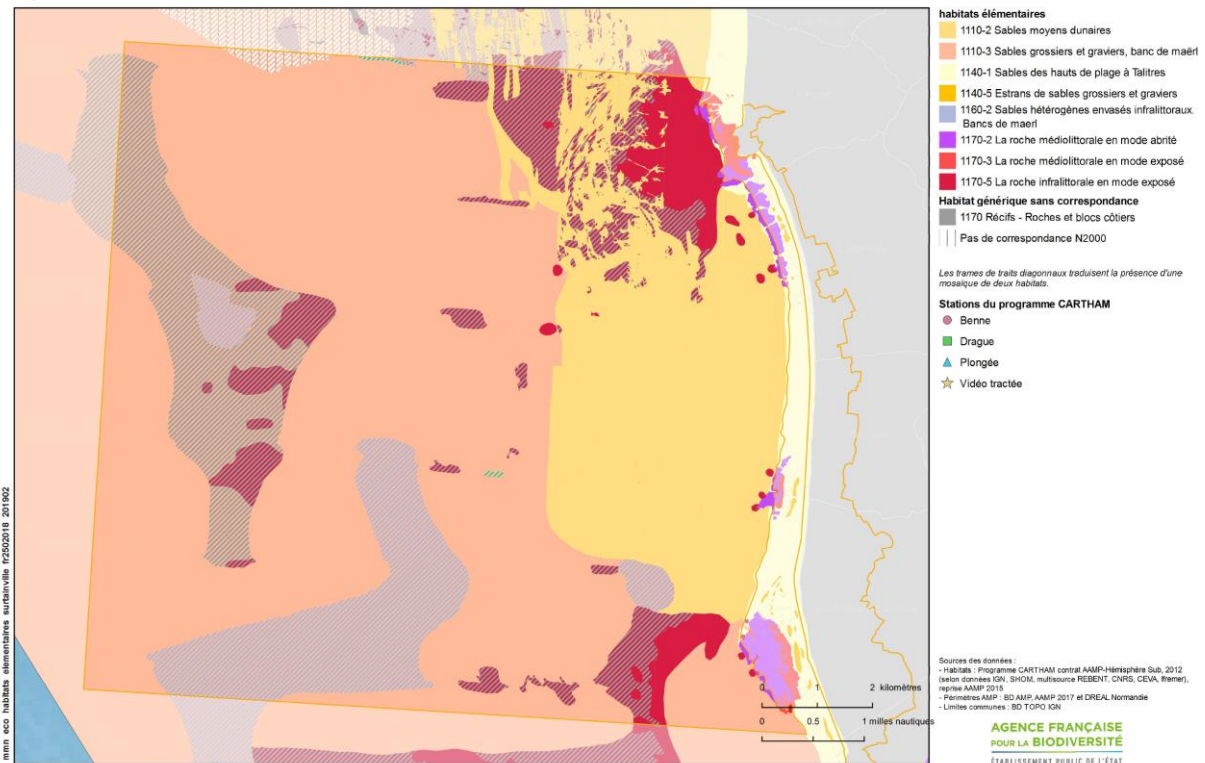 habitats élémentaires
1110-2 Sables moyens dunaires
1110-3 Sables grossiers et graviers, banc de maërl
1140-1 Sables des hauts de plage à Talitres
1140-5 Estrans de sables grossiers et graviers
1160-2 Sables hétérogènes envasés infralittoraux.
Bancs de maerl
1170-2 La roche médiolittorale en mode abrité
1170-3 La roche médiolittorale en mode exposé
1170-5 La roche infralittorale en mode exposé
Habitat générique sans correspondance
1170 Récifs - Roches et blocs côtiers
Pas de correspondance N2000
Les trames de traits diagonnaux traduisent la présence d'une
mosaïque de deux habitats.
Stations du programme CARTHAM
Benne
Drague
Plongée
Vidéo tractée
0 1 2 kilomètres
0 0.5 1 milles nautiques
Sources des données :
- Habitats : Programme CARTHAM contrat AAMP-Hémisphère Sub, 2012
(selon données IGN, SHOM, multisource REBENT, CNRS, CEVA, Ifremer),
reprise AAMP 2015
- Périmètres AMP : BD AMP, AAMP 2017 et DREAL Normandie
- Limites communes : BD TOPO IGN
AGENCE FRANÇAISE
POUR LA BIODIVERSITÉ
ÉTABLISSEMENT PUBLIC DE L'ÉTAT
mmn eco habitats elementaires surtainville fr2502018 201902